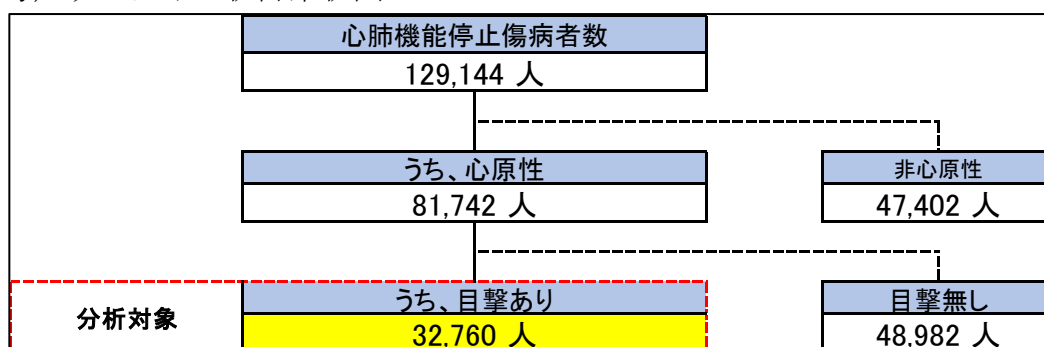 心肺機能停止傷病者数
129,144 人
うち、心原性
非心原性
81,742 人
47,402 人
分析対象
うち、目撃あり
目撃無し
32,760 人
48,982 人